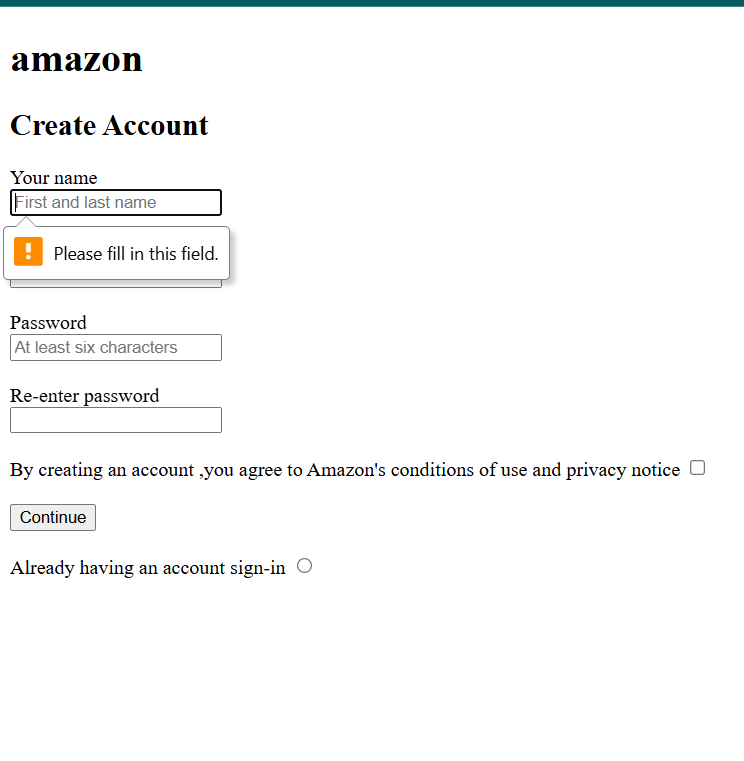 amazon
Create Account
Your name
First and last name
Please fill in this field.
Password
At least six characters
Re-enter password
By creating an account ,you agree to Amazon's conditions of use and privacy notice
Continue
Already having an account sign-in